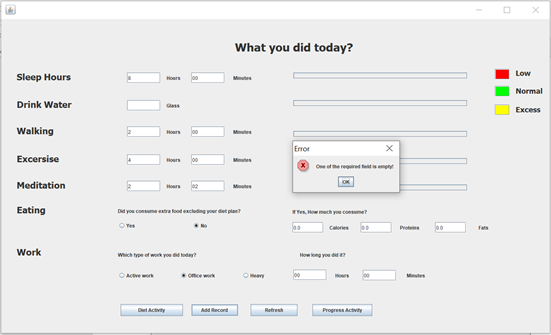 What you did today?
Sleep Hours 8 Hours 00 Minutes Low
Drink Water Glass Normal
Excess
Walking 2 Hours 00 Minutes
Error
Excersise 4 Hours 00 Minutes
One of the required field is empty!
OK
Meditation 2 Hours 02 Minutes
Eating Did you consume extra food excluding your diet plan? If Yes, How much you consume?
Yes No 0.0 Calories 0.0 Proteins 0.0 Fats
Work Which type of work you did today? How long you did it?
Active work Office work Heavy 00 Hours 00 Minutes
Diet Activity Add Record Refresh Progress Activity